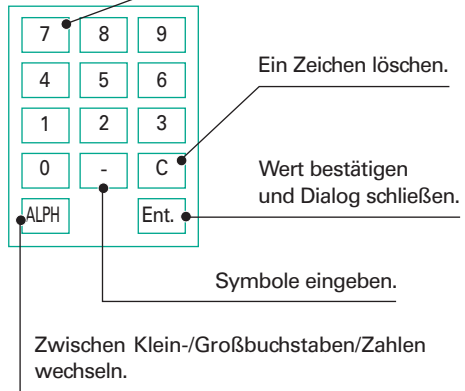 7 8 9
4 5 6
Ein Zeichen löschen.
1 2 3
0 - C
Wert bestätigen
und Dialog schließen.
ALPH Ent.
Symbole eingeben.
Zwischen Klein-/Großbuchstaben/Zahlen
wechseln.